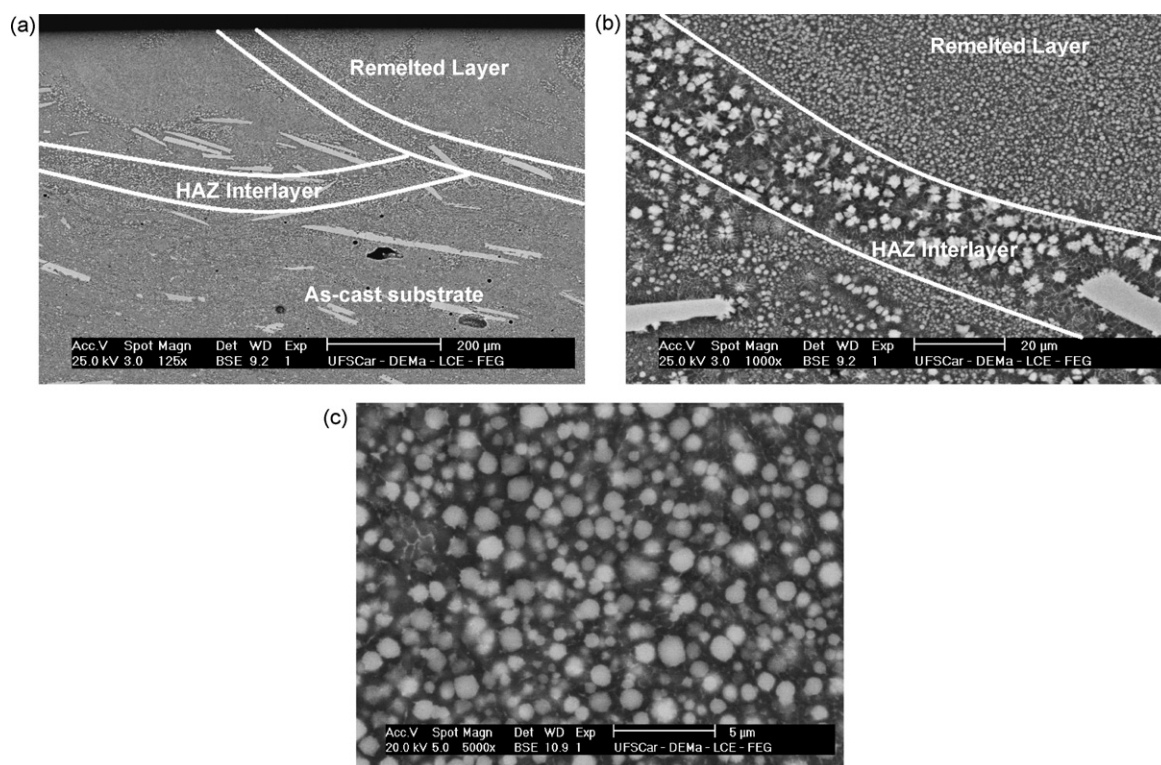 (a)
Remelted Layer
HAZ Interlayer
As-cast substrate
Acc.V Spot Magn Det WD Exp 200 µm
25.0 kV 3.0 125x BSE 9.2 1 UFSCar - DEMa - LCE - FEG
(b)
Remelted Layer
HAZ Interlayer
Acc.V Spot Magn Det WD Exp 20 µm
25.0 kV 3.0 1000x BSE 9.2 1 UFSCar - DEMa - LCE - FEG
(c)
Acc.V Spot Magn Det WD Exp 5 µm
20.0 kV 5.0 5000x BSE 10.9 1 UFSCar - DEMa - LCE - FEG